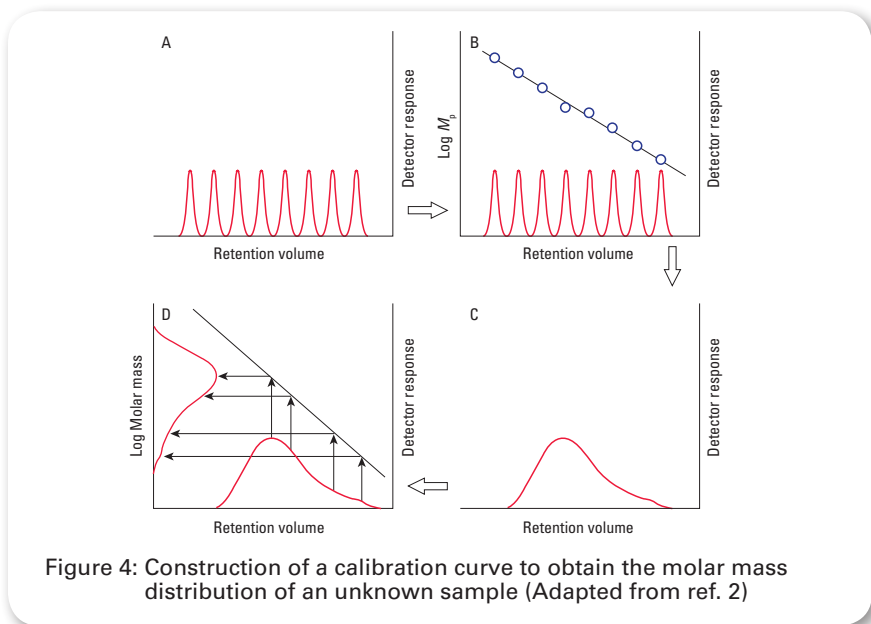 A
Detector response
Retention volume
B
Log Mp
Detector response
Retention volume
D
Log Molar mass
Detector response
Retention volume
C
Detector response
Retention volume
Figure 4: Construction of a calibration curve to obtain the molar mass
distribution of an unknown sample (Adapted from ref. 2)